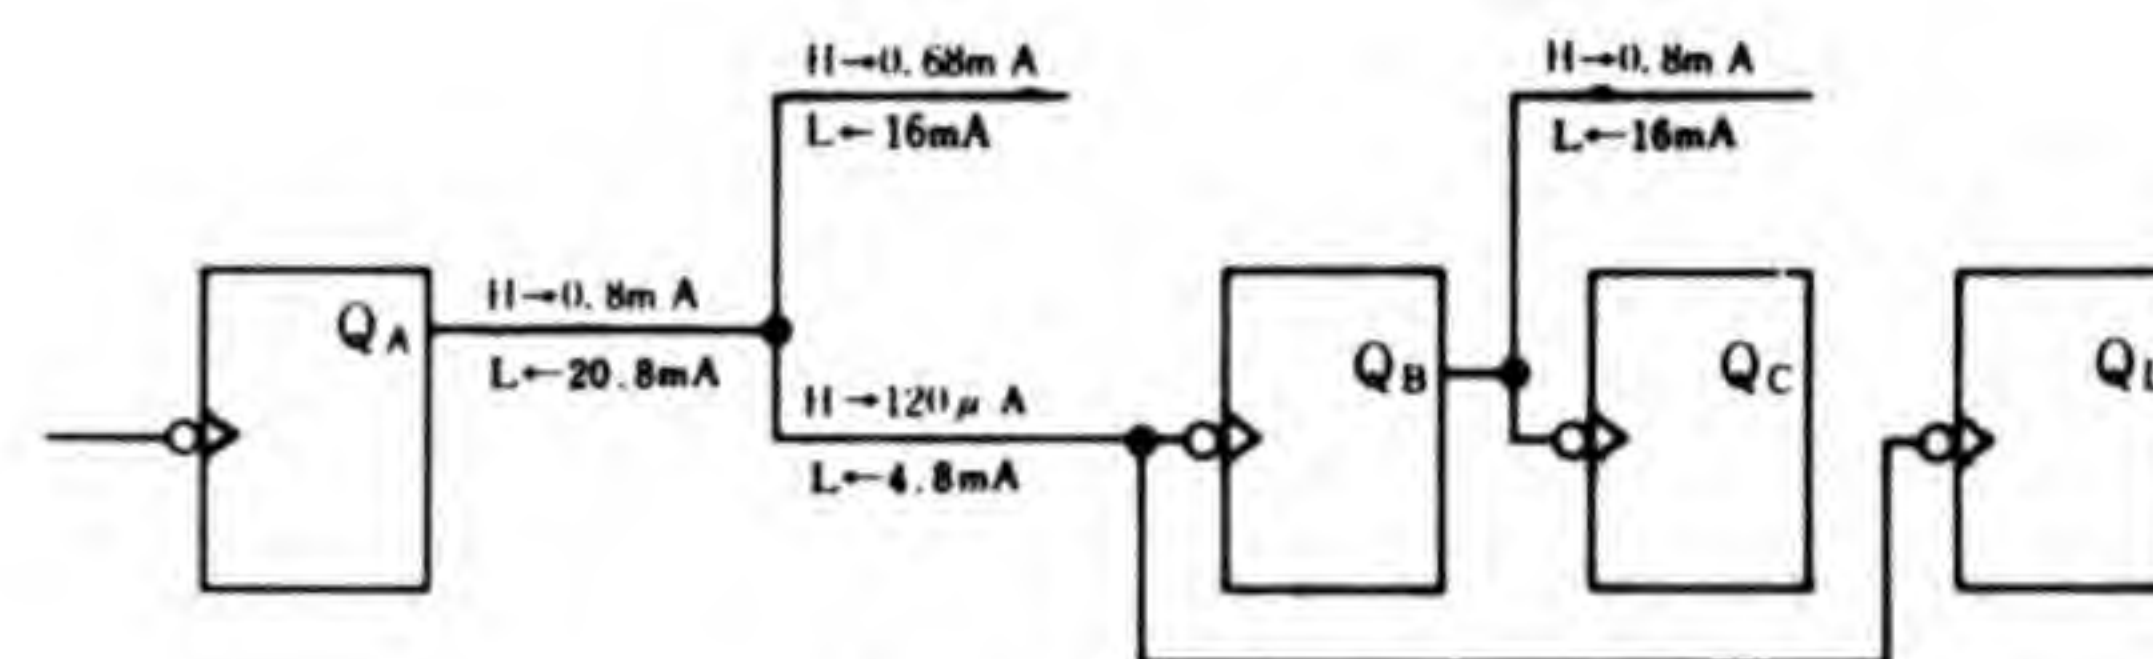 H→0.68mA
L←16mA
H→0.8mA
L←16mA
QA
H→0.8mA
L←20.8mA
H→120μA
L←4.8mA
QB
QC
Q